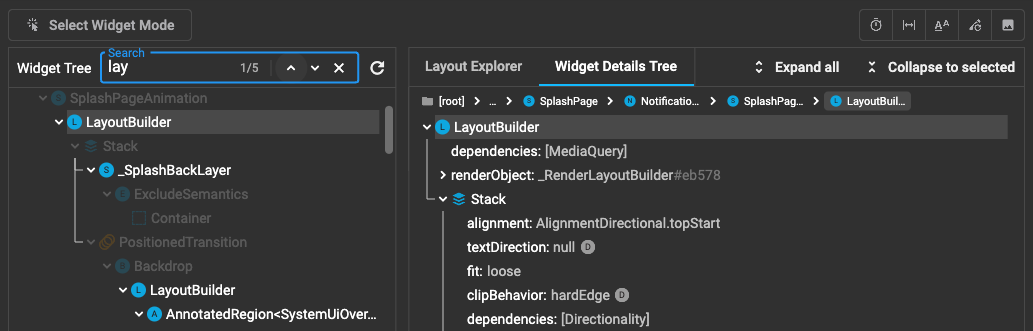 Select Widget Mode
AA
Widget Tree
Search
lay
1/5
SplashPageAnimation
L LayoutBuilder
Stack
S _SplashBackLayer
S ExcludeSemantics
Container
PositionedTransition
S Backdrop
L LayoutBuilder
A AnnotatedRegion<SystemUiOver...
Layout Explorer
Widget Details Tree
Expand all
Collapse to selected
[root] > ... > S SplashPage > N Notificatio... > S SplashPag... > L LayoutBuil...
L LayoutBuilder
dependencies: [MediaQuery]
renderObject: _RenderLayoutBuilder#eb578
Stack
alignment: AlignmentDirectional.topStart
textDirection: null D
fit: loose
clipBehavior: hardEdge D
dependencies: [Directionality]